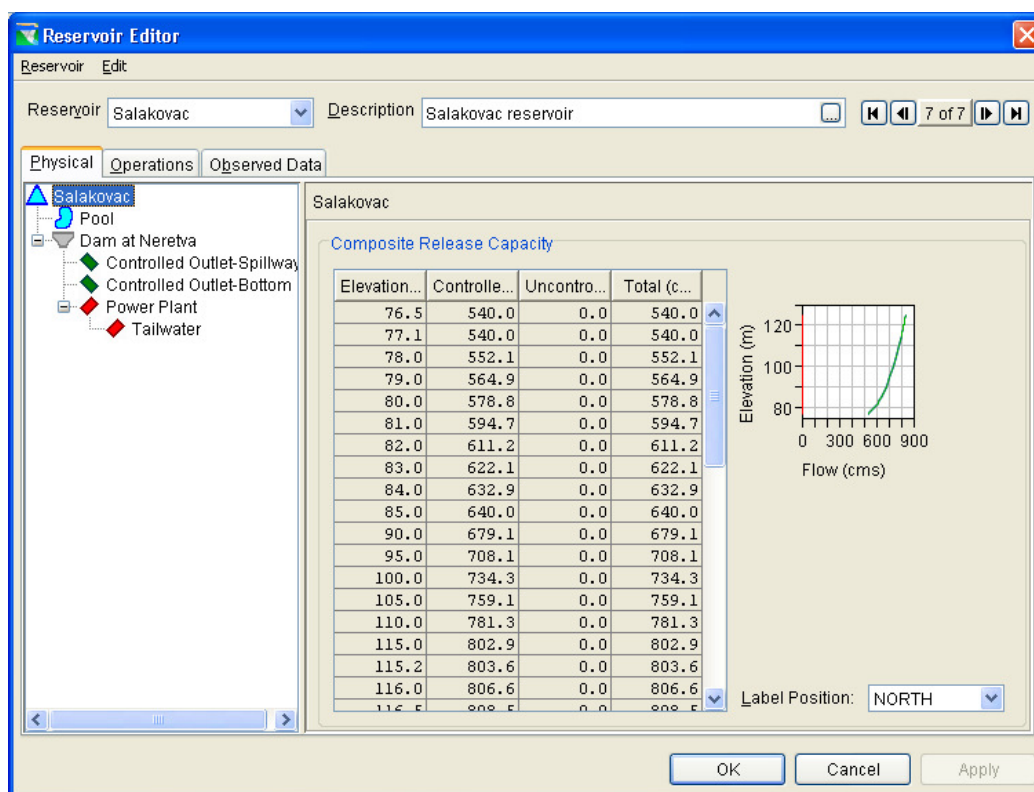 Reservoir Editor
Reservoir Edit
Reservoir Salakovac Description Salakovac reservoir ... 7 of 7
Physical Operations Observed Data
Salakovac
Pool
Dam at Neretva
Controlled Outlet-Spillway
Controlled Outlet-Bottom
Power Plant
Tailwater
Salakovac
Composite Release Capacity
Elevation... Controlle... Uncontro... Total (c...
76.5 540.0 0.0 540.0
77.1 540.0 0.0 540.0
78.0 552.1 0.0 552.1
79.0 564.9 0.0 564.9
80.0 578.8 0.0 578.8
81.0 594.7 0.0 594.7
82.0 611.2 0.0 611.2
83.0 622.1 0.0 622.1
84.0 632.9 0.0 632.9
85.0 640.0 0.0 640.0
90.0 679.1 0.0 679.1
95.0 708.1 0.0 708.1
100.0 734.3 0.0 734.3
105.0 759.1 0.0 759.1
110.0 781.3 0.0 781.3
115.0 802.9 0.0 802.9
115.2 803.6 0.0 803.6
116.0 806.6 0.0 806.6
116.5 808.5 0.0 808.5
Elevation (m)
120
100
80
0 300 600 900
Flow (cms)
Label Position: NORTH
OK Cancel Apply